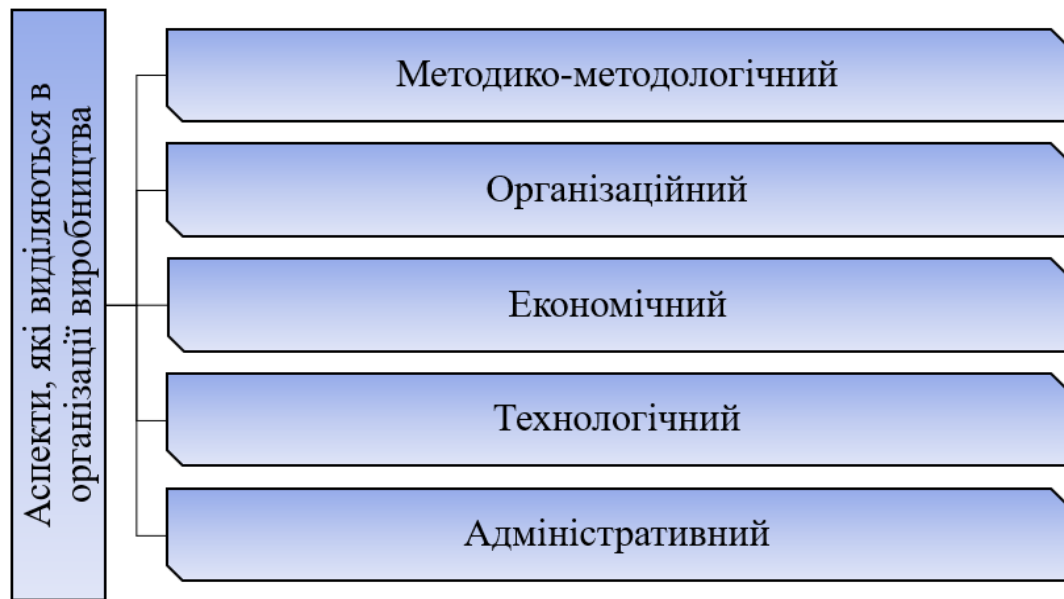 Аспекти, які виділяються в
організації виробництва
Методико-методологічний
Організаційний
Економічний
Технологічний
Адміністративний